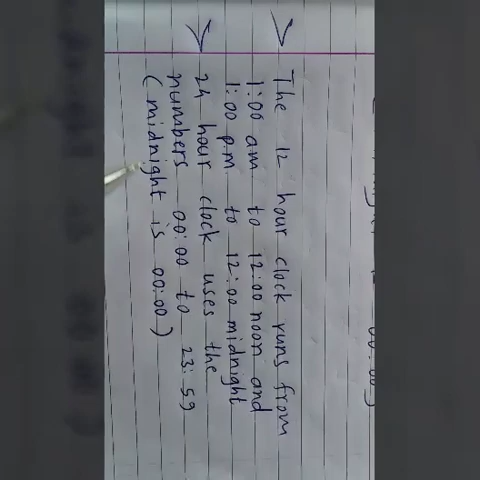 The 12 hour clock runs from
1:00 am to 12:00 noon and
1:00 p.m to 12:00 midnight
24 hour clock uses the
numbers 00:00 to 23:59
(midnight is 00:00)